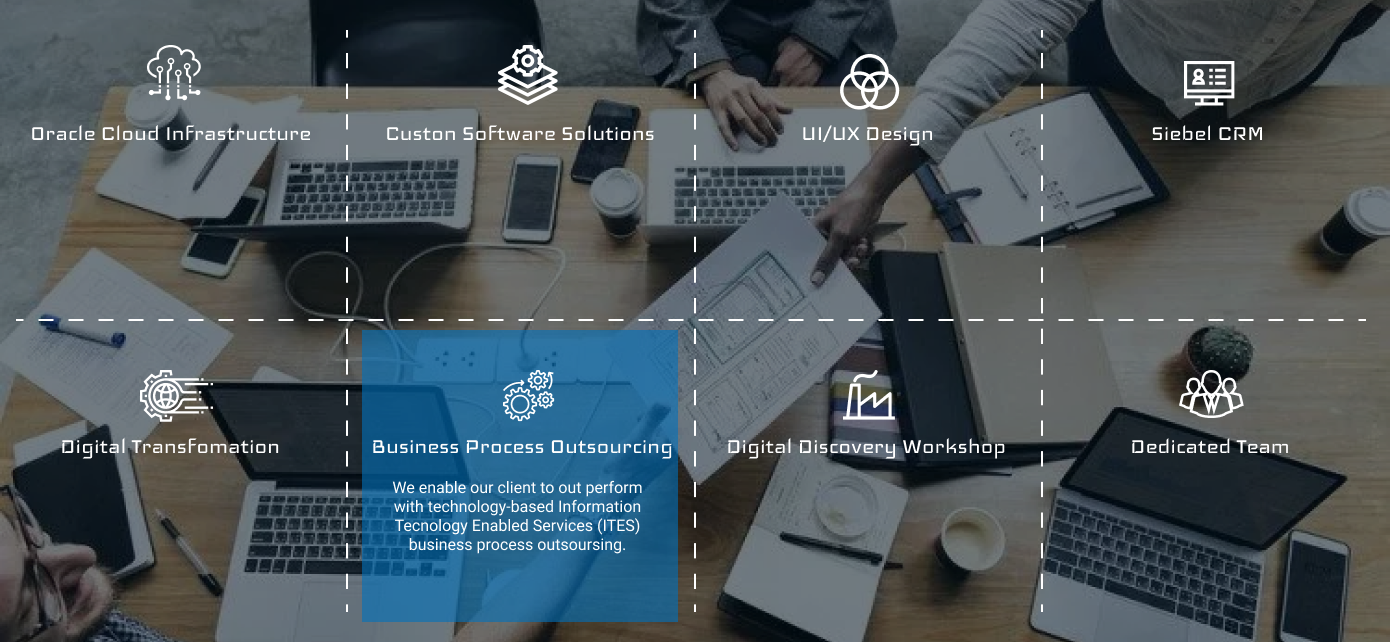 Oracle Cloud Infrastructure
Custon Software Solutions
UI/UX Design
Siebel CRM
Digital Transfomation
Business Process Outsourcing
We enable our client to out perform
with technology-based Information
Tecnology Enabled Services (ITES)
business process outsoursing.
Digital Discovery Workshop
Dedicated Team